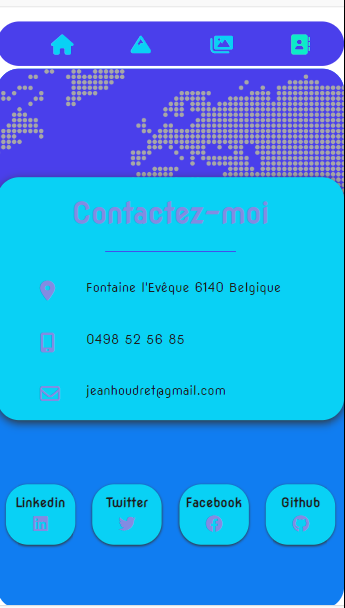 Contactez-moi
Fontaine l'Evêque 6140 Belgique
0498 52 56 85
jeanhoudret@gmail.com
Linkedin Twitter Facebook Github